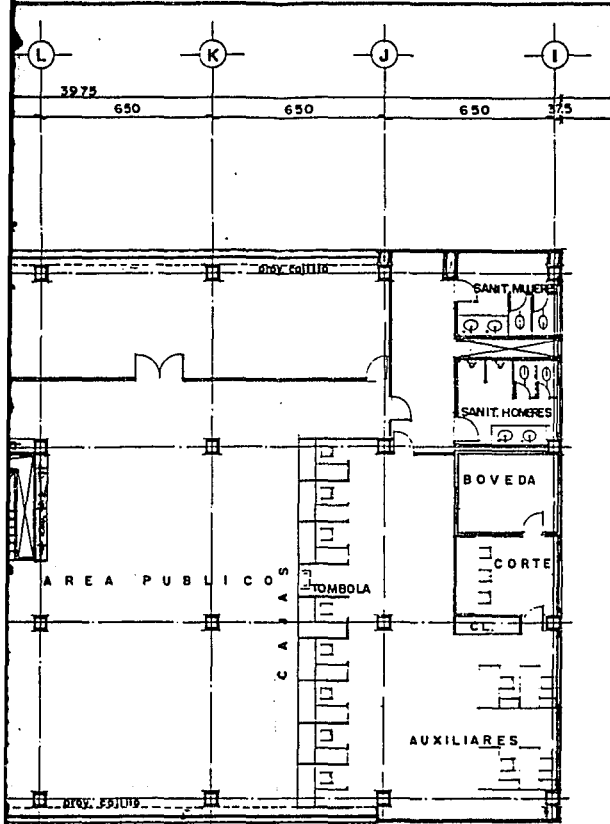 L K J I
3975
650 650 650 375
proy. cajillo
SANIT. MUJERES
SANIT. HOMBRES
BOVEDA
CORTE
AREA PUBLICO
TOMBOLA
CAJAS
CL.
AUXILIARES
proy. cajillo